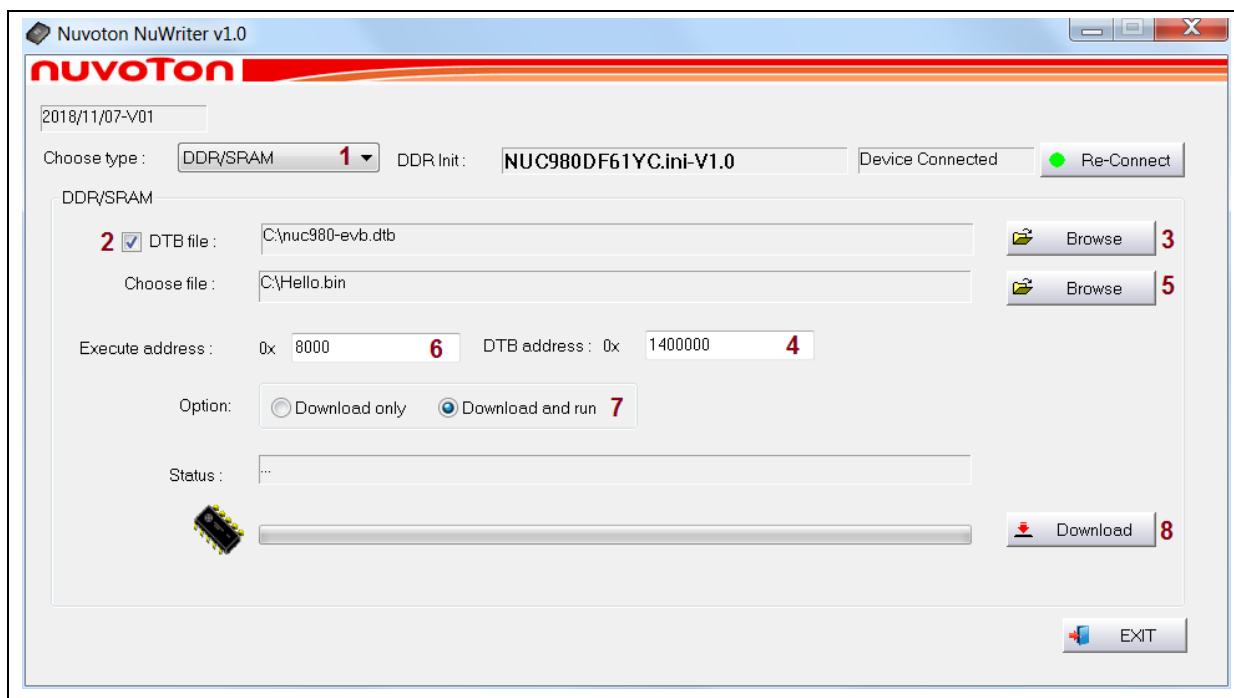 Nuvoton NuWriter v1.0
nuvoTon
2018/11/07-V01
Choose type : DDR/SRAM 1 DDR Init : NUC980DF61YC.ini-V1.0 Device Connected Re-Connect
DDR/SRAM
2 DTB file : C:\nuc980-evb.dtb Browse 3
Choose file : C:\Hello.bin Browse 5
Execute address : 0x 8000 6 DTB address : 0x 1400000 4
Option: Download only Download and run 7
Status : ...
Download 8
EXIT